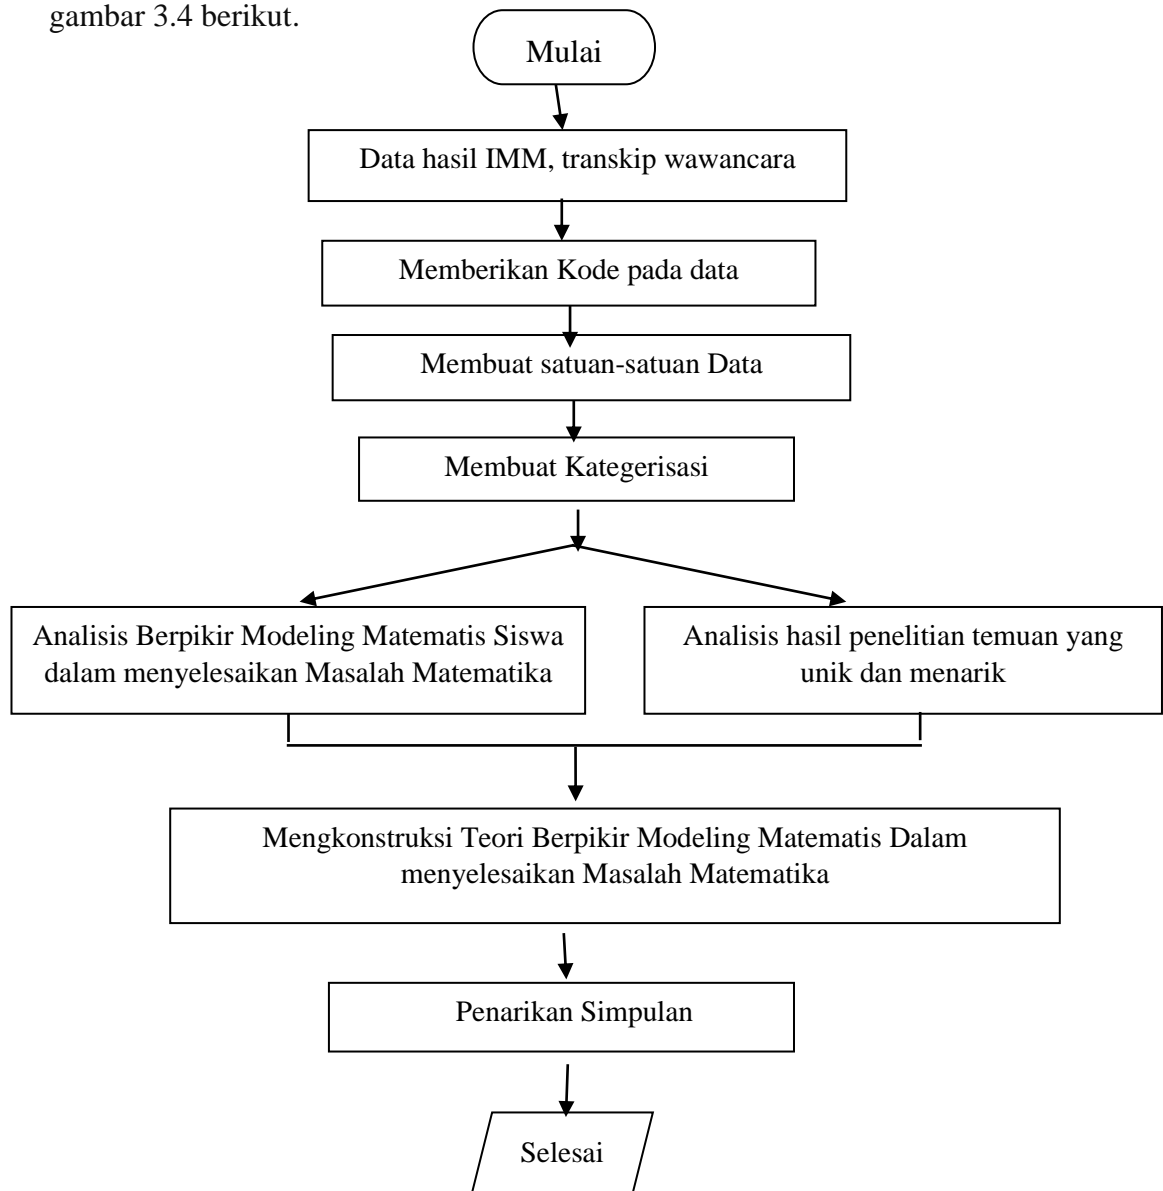 gambar 3.4 berikut.
Mulai
Data hasil IMM, transkip wawancara
Memberikan Kode pada data
Membuat satuan-satuan Data
Membuat Kategerisasi
Analisis Berpikir Modeling Matematis Siswa
dalam menyelesaikan Masalah Matematika
Analisis hasil penelitian temuan yang
unik dan menarik
Mengkonstruksi Teori Berpikir Modeling Matematis Dalam
menyelesaikan Masalah Matematika
Penarikan Simpulan
Selesai